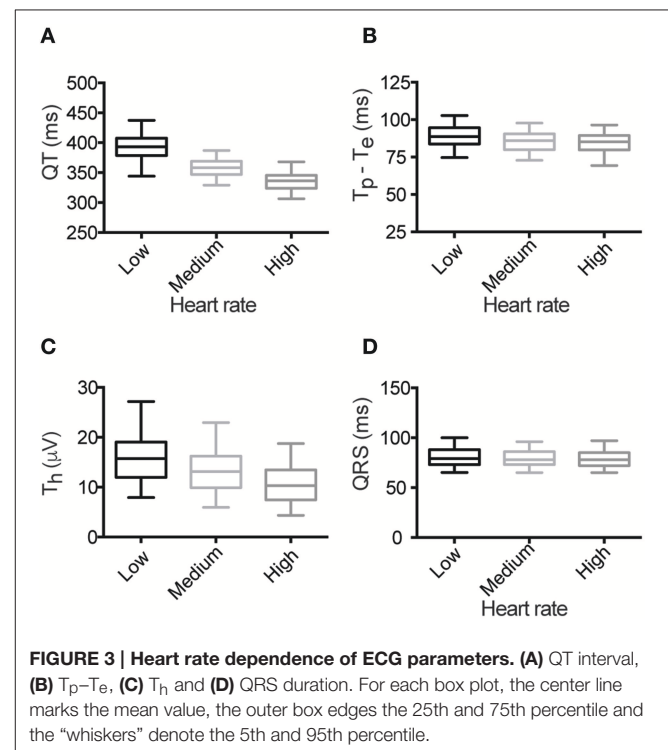 A
B
500
450
400
350
300
250
QT (ms)
Low
Medium
High
Heart rate
125
100
75
50
25
Tp - Te (ms)
Low
Medium
High
Heart rate
C
D
30
20
10
0
Th (μV)
Low
Medium
High
150
100
50
0
QRS (ms)
Low
Medium
High
Heart rate
FIGURE 3 | Heart rate dependence of ECG parameters. (A) QT interval,
(B) Tp–Te, (C) Th and (D) QRS duration. For each box plot, the center line
marks the mean value, the outer box edges the 25th and 75th percentile and
the “whiskers” denote the 5th and 95th percentile.